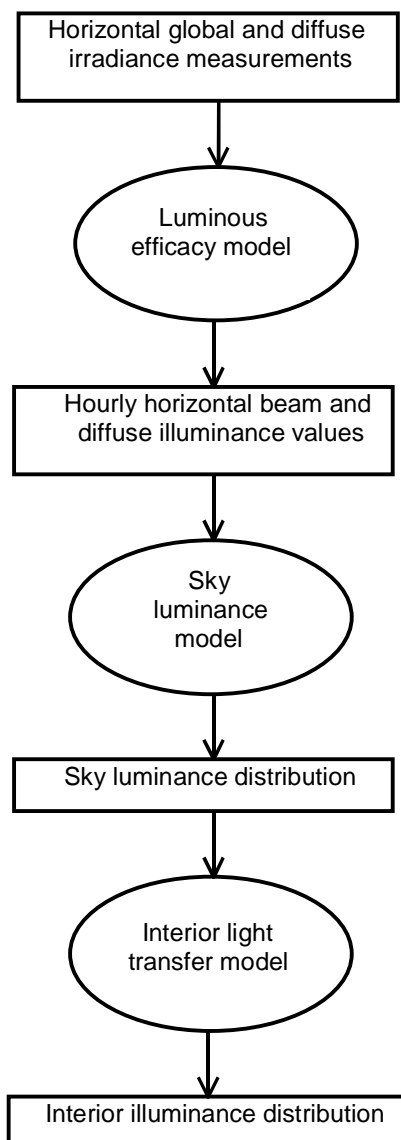 Horizontal global and diffuse
irradiance measurements
Luminous
efficacy model
Hourly horizontal beam and
diffuse illuminance values
Sky
luminance
model
Sky luminance distribution
Interior light
transfer model
Interior illuminance distribution